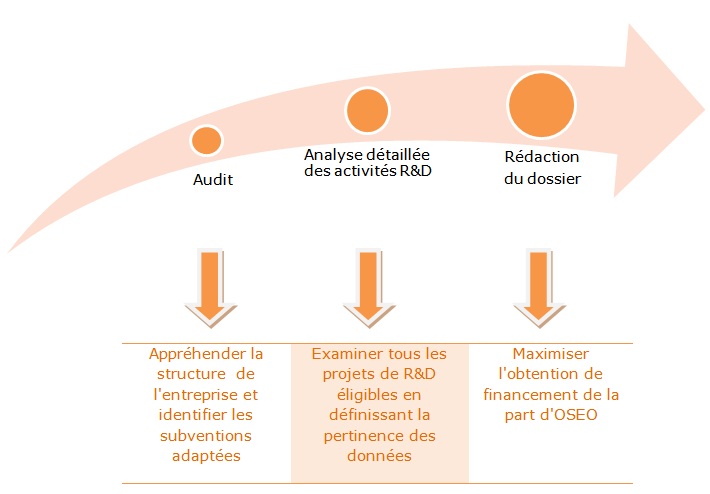 Audit
Analyse détaillée
des activités R&D
Rédaction
du dossier
Appréhender la
structure de
l'entreprise et
identifier les
subventions
adaptées
Examiner tous les
projets de R&D
éligibles en
définissant la
pertinence des
données
Maximiser
l'obtention de
financement de la
part d'OSEO